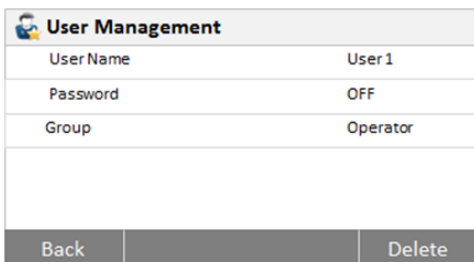 User Management
User Name User 1
Password OFF
Group Operator
Back Delete